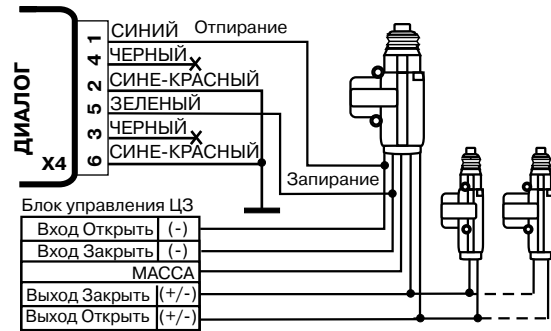 ДИАЛОГ
X4
1 СИНИЙ Отпирание
4 ЧЕРНЫЙ
2 СИНЕ-КРАСНЫЙ
5 ЗЕЛЕНЫЙ
3 ЧЕРНЫЙ
6 СИНЕ-КРАСНЫЙ
Запирание
Блок управления ЦЗ
Вход Открыть (-)
Вход Закрыть (-)
МАССА
Выход Закрыть (+/-)
Выход Открыть (+/-)